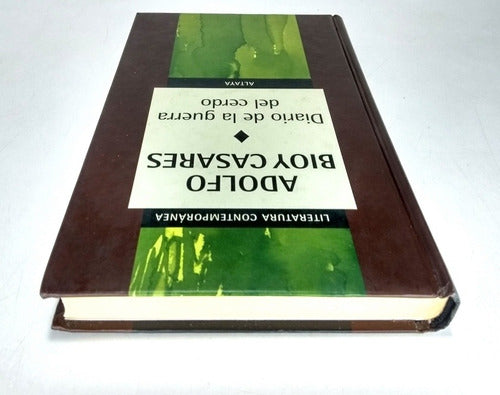 LITERATURA CONTEMPORÁNEA
ADOLFO
BIOY CASARES
Diario de la guerra
del cerdo
ALTAYA